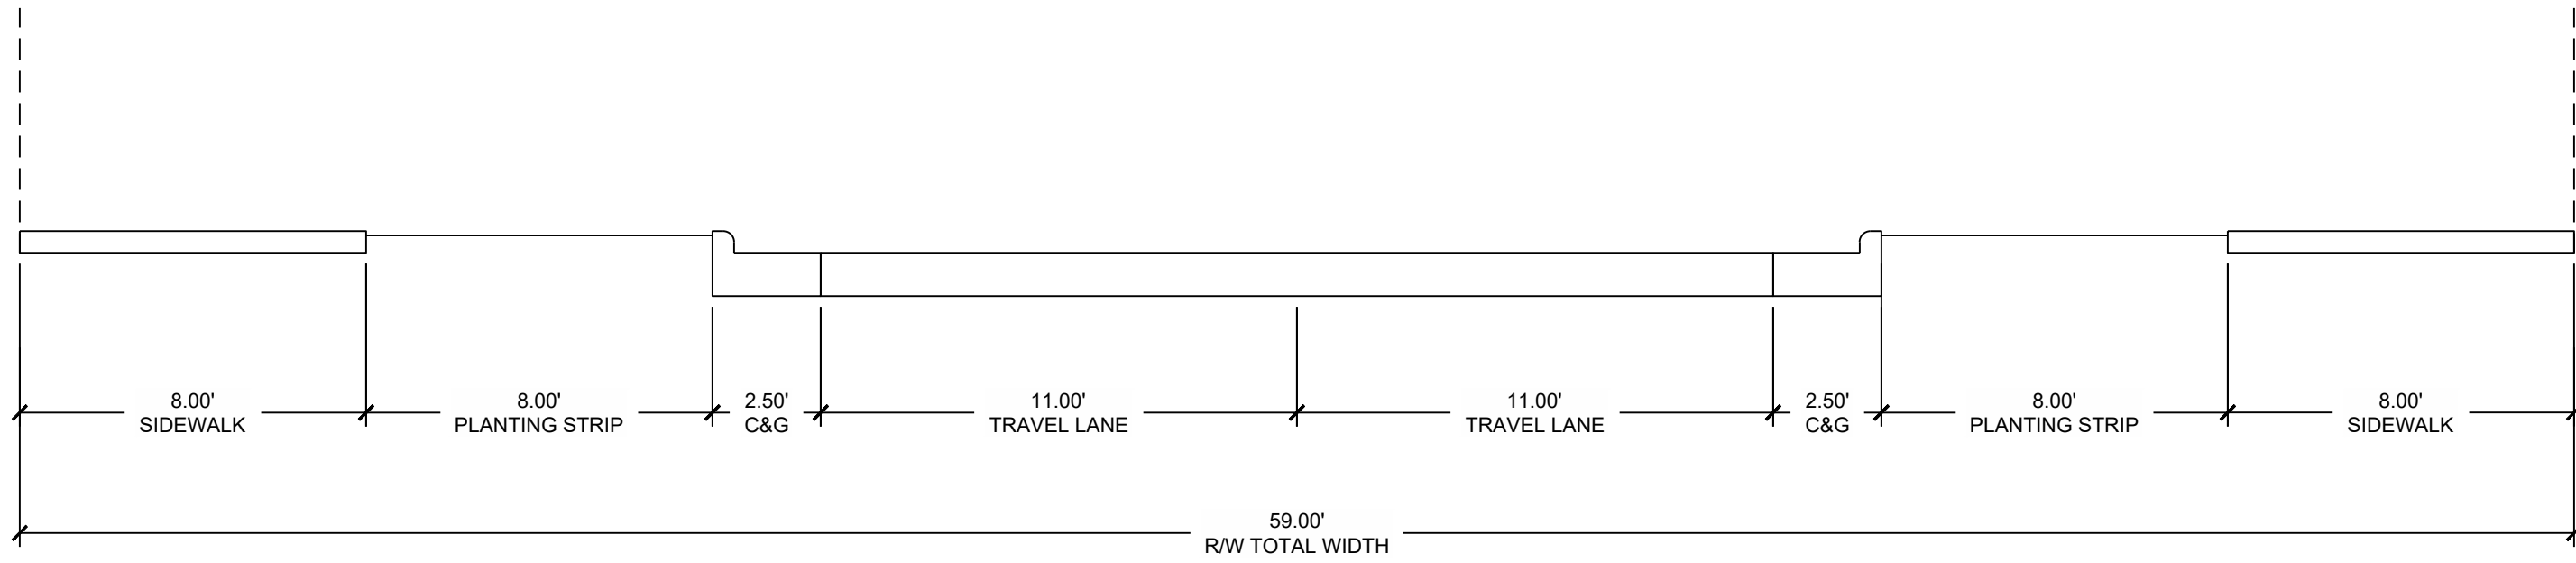 8.00'
SIDEWALK
8.00'
PLANTING STRIP
2.50'
C&G
11.00'
TRAVEL LANE
11.00'
TRAVEL LANE
2.50'
C&G
8.00'
PLANTING STRIP
8.00'
SIDEWALK
59.00'
R/W TOTAL WIDTH